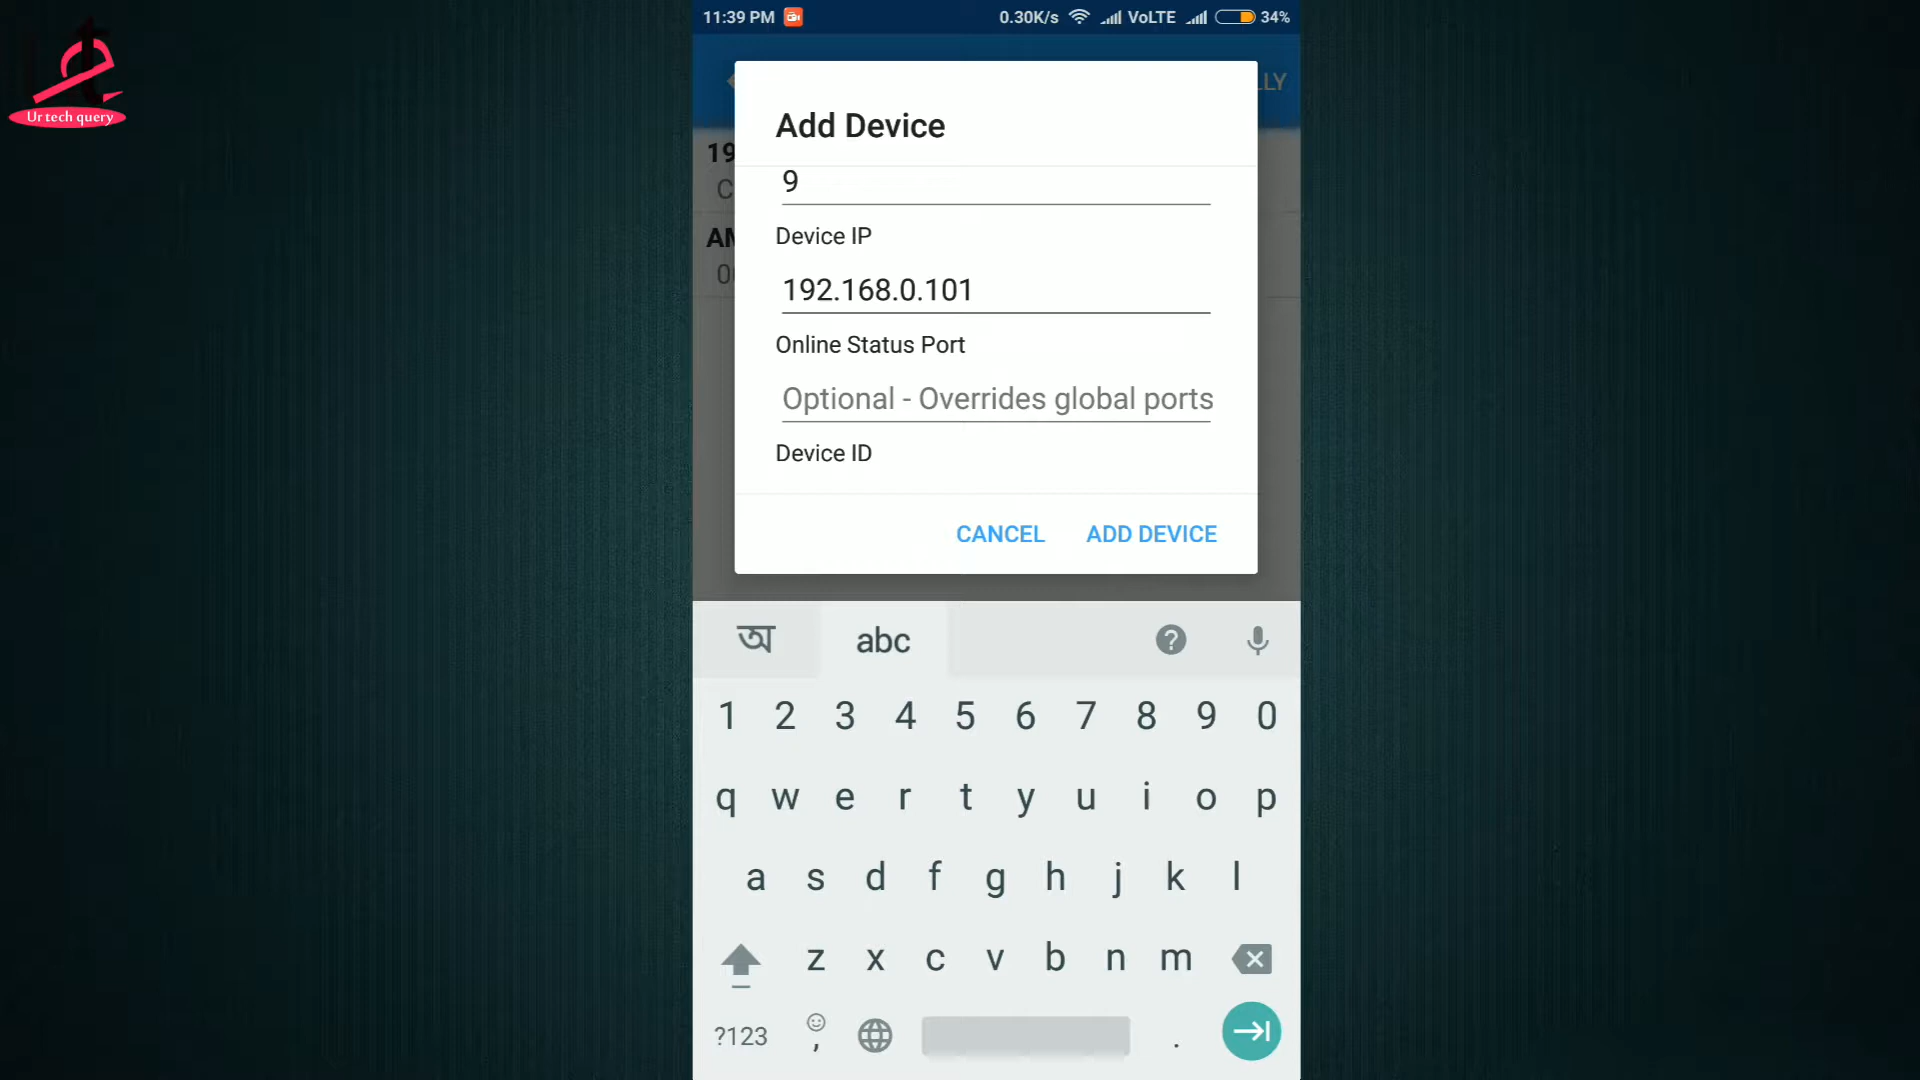 11:39 PM 0.30K/s VoLTE 34%
Ur tech query
LLY
Add Device
19
C
9
Device IP
AM
192.168.0.101
Online Status Port
Optional - Overrides global ports
Device ID
CANCEL ADD DEVICE
অ abc
1 2 3 4 5 6 7 8 9 0
q w e r t y u i o p
a s d f g h j k l
z x c v b n m
?123 , .